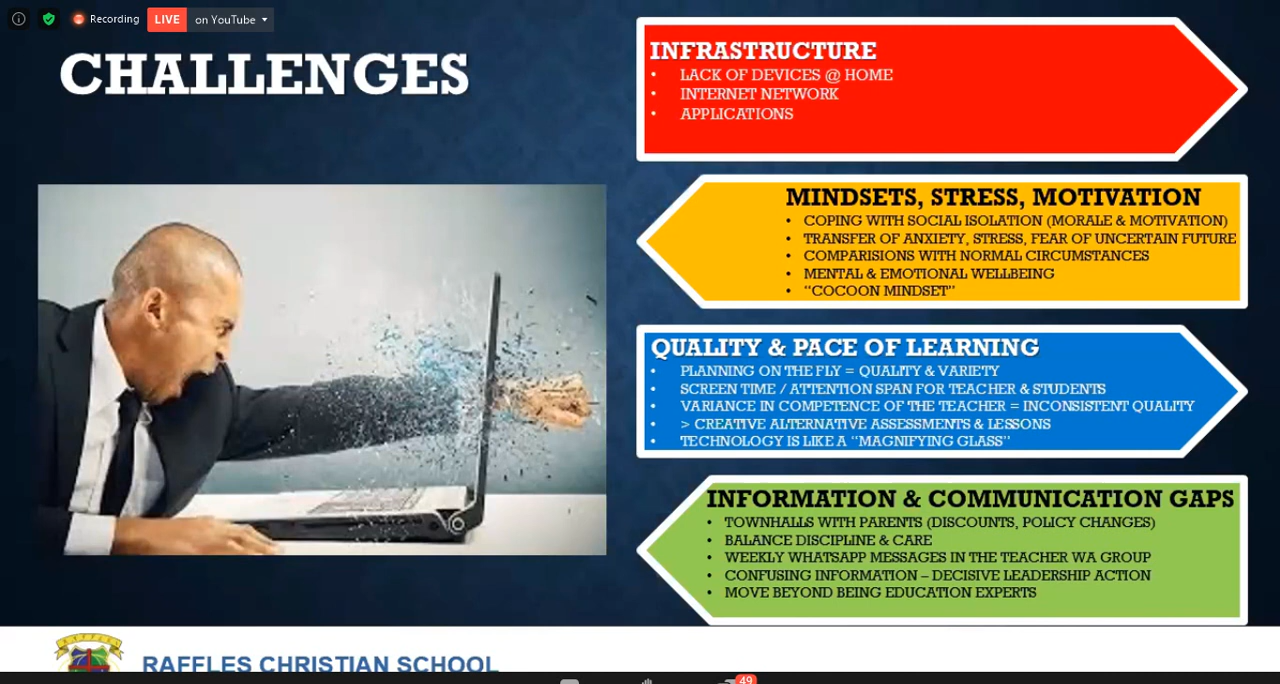 Recording
LIVE
on YouTube
CHALLENGES
INFRASTRUCTURE
• LACK OF DEVICES @ HOME
• INTERNET NETWORK
• APPLICATIONS
MINDSETS, STRESS, MOTIVATION
• COPING WITH SOCIAL ISOLATION (MORALE & MOTIVATION)
• TRANSFER OF ANXIETY, STRESS, FEAR OF UNCERTAIN FUTURE
• COMPARISIONS WITH NORMAL CIRCUMSTANCES
• MENTAL & EMOTIONAL WELLBEING
• “COCOON MINDSET”
QUALITY & PACE OF LEARNING
• PLANNING ON THE FLY = QUALITY & VARIETY
• SCREEN TIME / ATTENTION SPAN FOR TEACHER & STUDENTS
• VARIANCE IN COMPETENCE OF THE TEACHER = INCONSISTENT QUALITY
• > CREATIVE ALTERNATIVE ASSESSMENTS & LESSONS
• TECHNOLOGY IS LIKE A “MAGNIFYING GLASS”
INFORMATION & COMMUNICATION GAPS
• TOWNHALLS WITH PARENTS (DISCOUNTS, POLICY CHANGES)
• BALANCE DISCIPLINE & CARE
• WEEKLY WHATSAPP MESSAGES IN THE TEACHER WA GROUP
• CONFUSING INFORMATION – DECISIVE LEADERSHIP ACTION
• MOVE BEYOND BEING EDUCATION EXPERTS
RAFFLES
RAFFLES CHRISTIAN SCHOOL
49